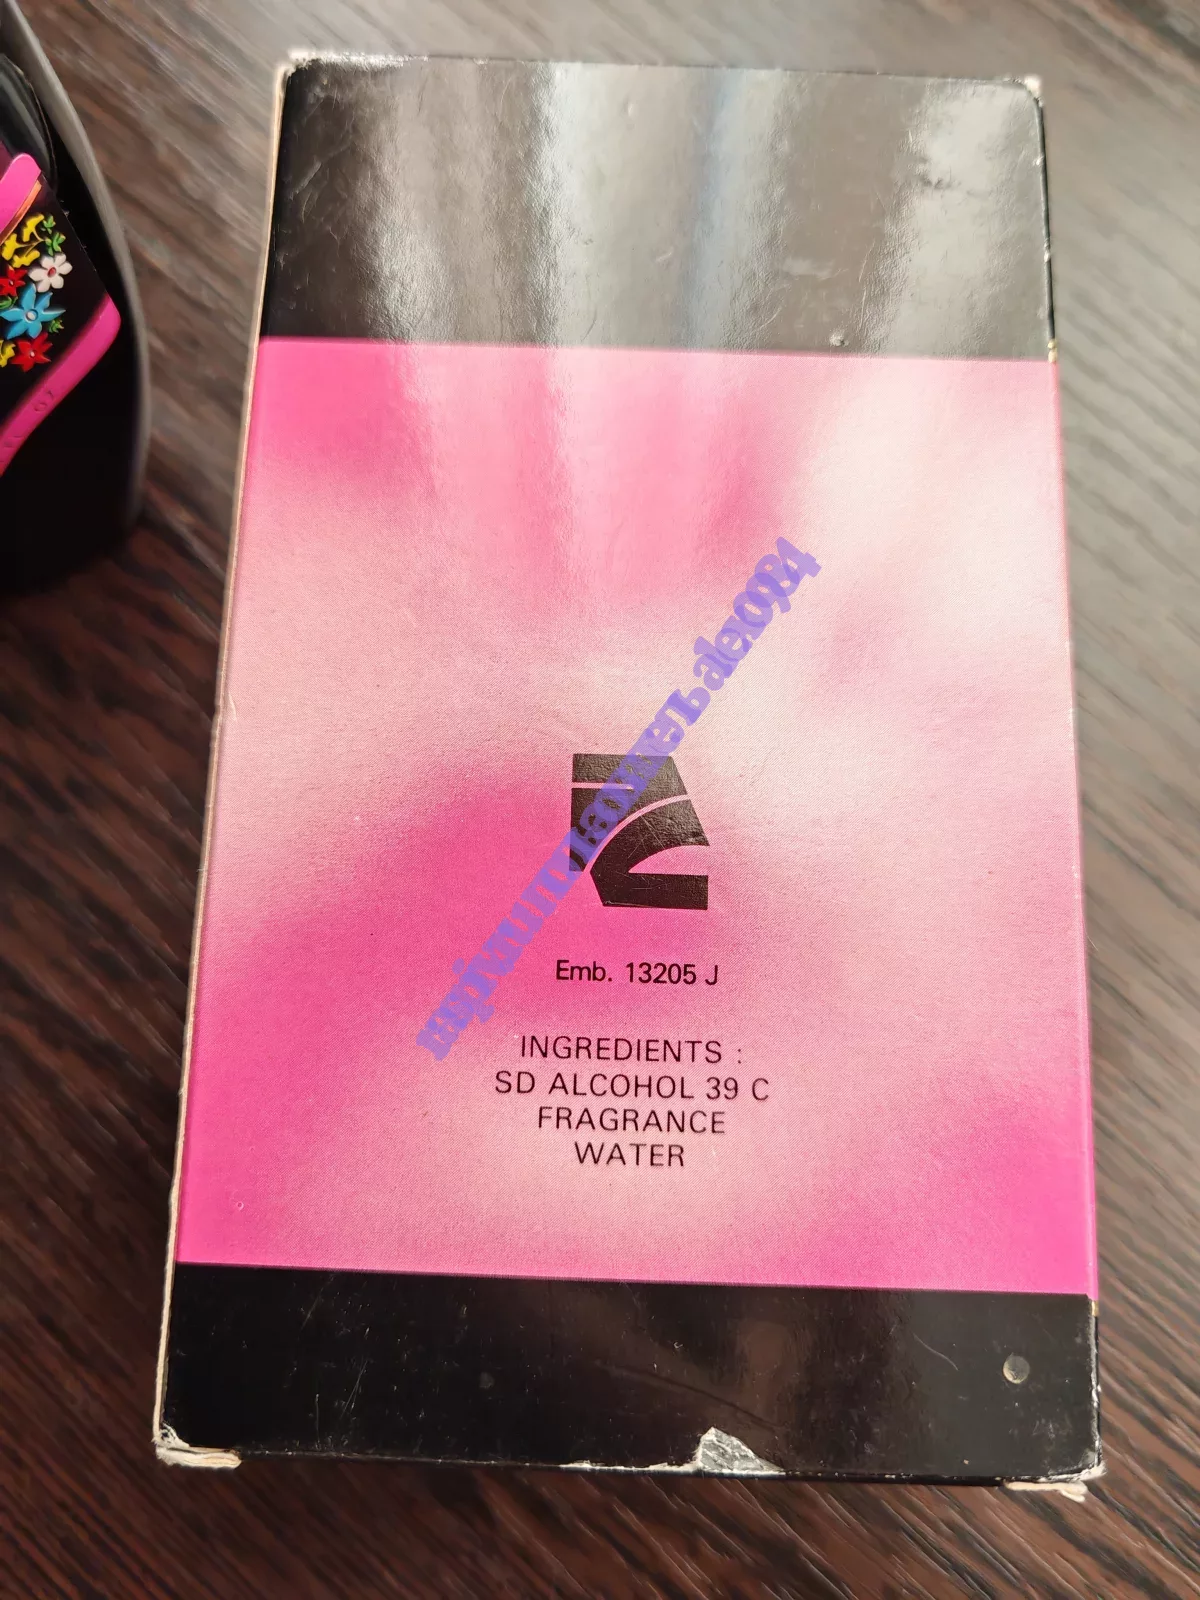 Emb. 13205 J
INGREDIENTS :
SD ALCOHOL 39 C
FRAGRANCE
WATER